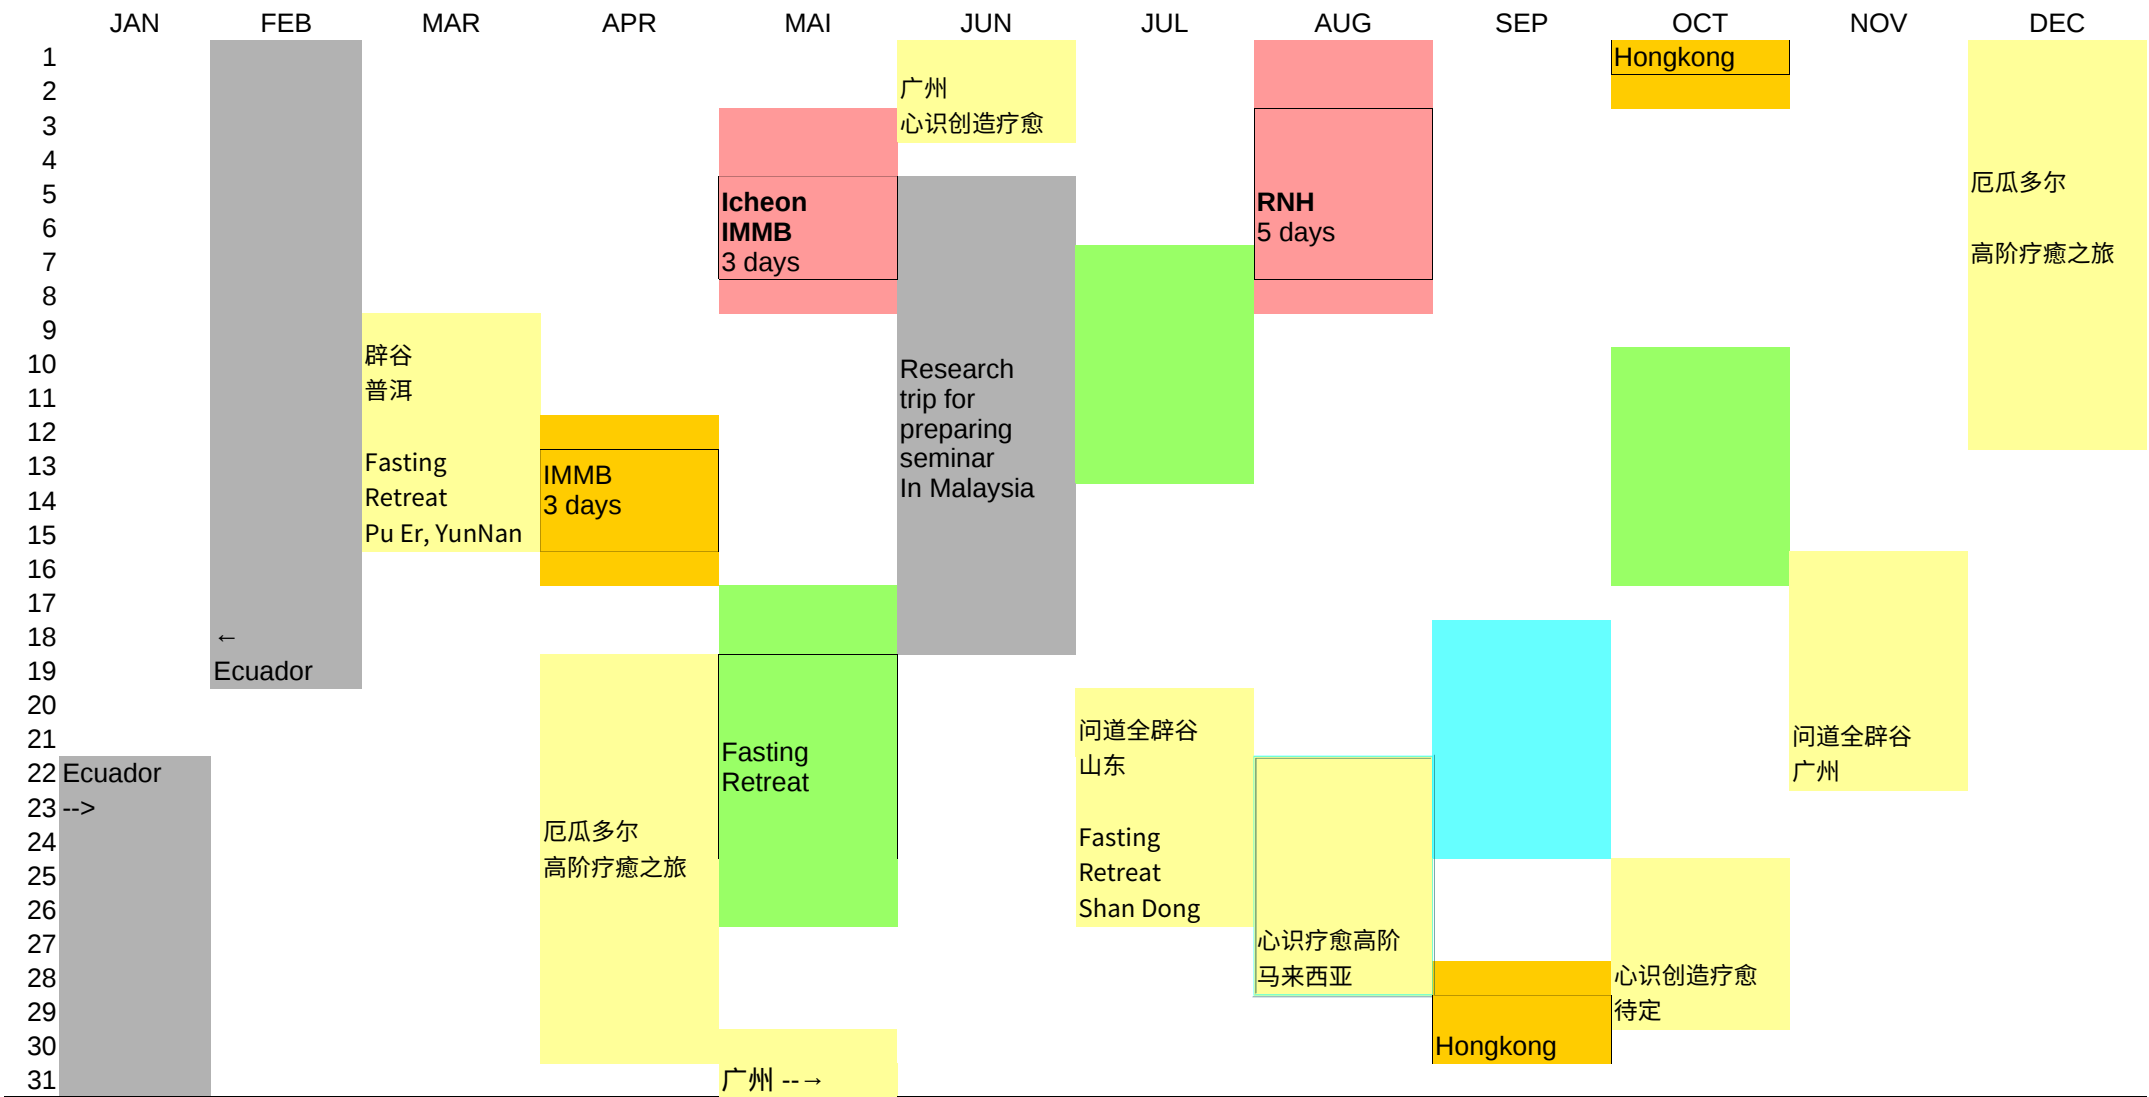 JAN FEB MAR APR MAI JUN JUL AUG SEP OCT NOV DEC
1 Hongkong
2 广州
3 心识创造疗愈
4
5 Icheon RNH 厄瓜多尔
6 IMMB 5 days
7 3 days 高阶疗癒之旅
8
9
10 辟谷 Research
11 普洱 trip for
12 preparing
13 Fasting IMMB seminar
14 Retreat 3 days In Malaysia
15 Pu Er, YunNan
16
17
18 ←
19 Ecuador
20
21 问道全辟谷 问道全辟谷
22 Ecuador Fasting 山东 广州
23 --> Retreat
24 厄瓜多尔 Fasting
25 高阶疗癒之旅 Retreat
26 Shan Dong
27 心识疗愈高阶
28 马来西亚 心识创造疗愈
29 待定
30 Hongkong
31 广州 --→